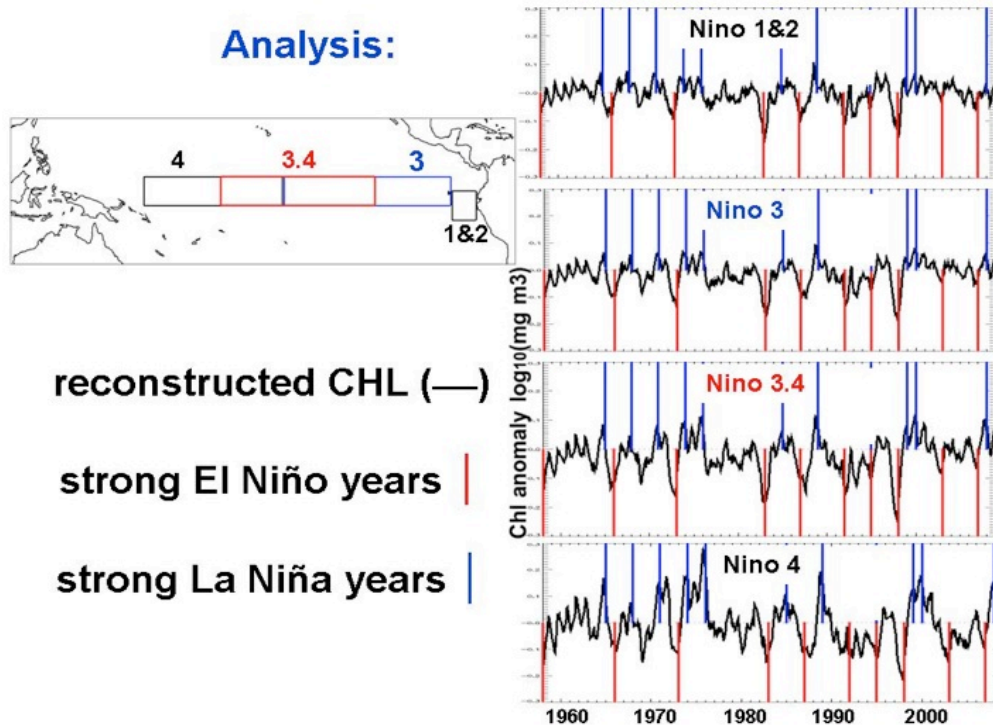 Analysis:
4 3.4 3
1&2
reconstructed CHL (—)
strong El Niño years |
strong La Niña years |
Chl anomaly log10(mg m3)
Nino 1&2
Nino 3
Nino 3.4
Nino 4
1960 1970 1980 1990 2000